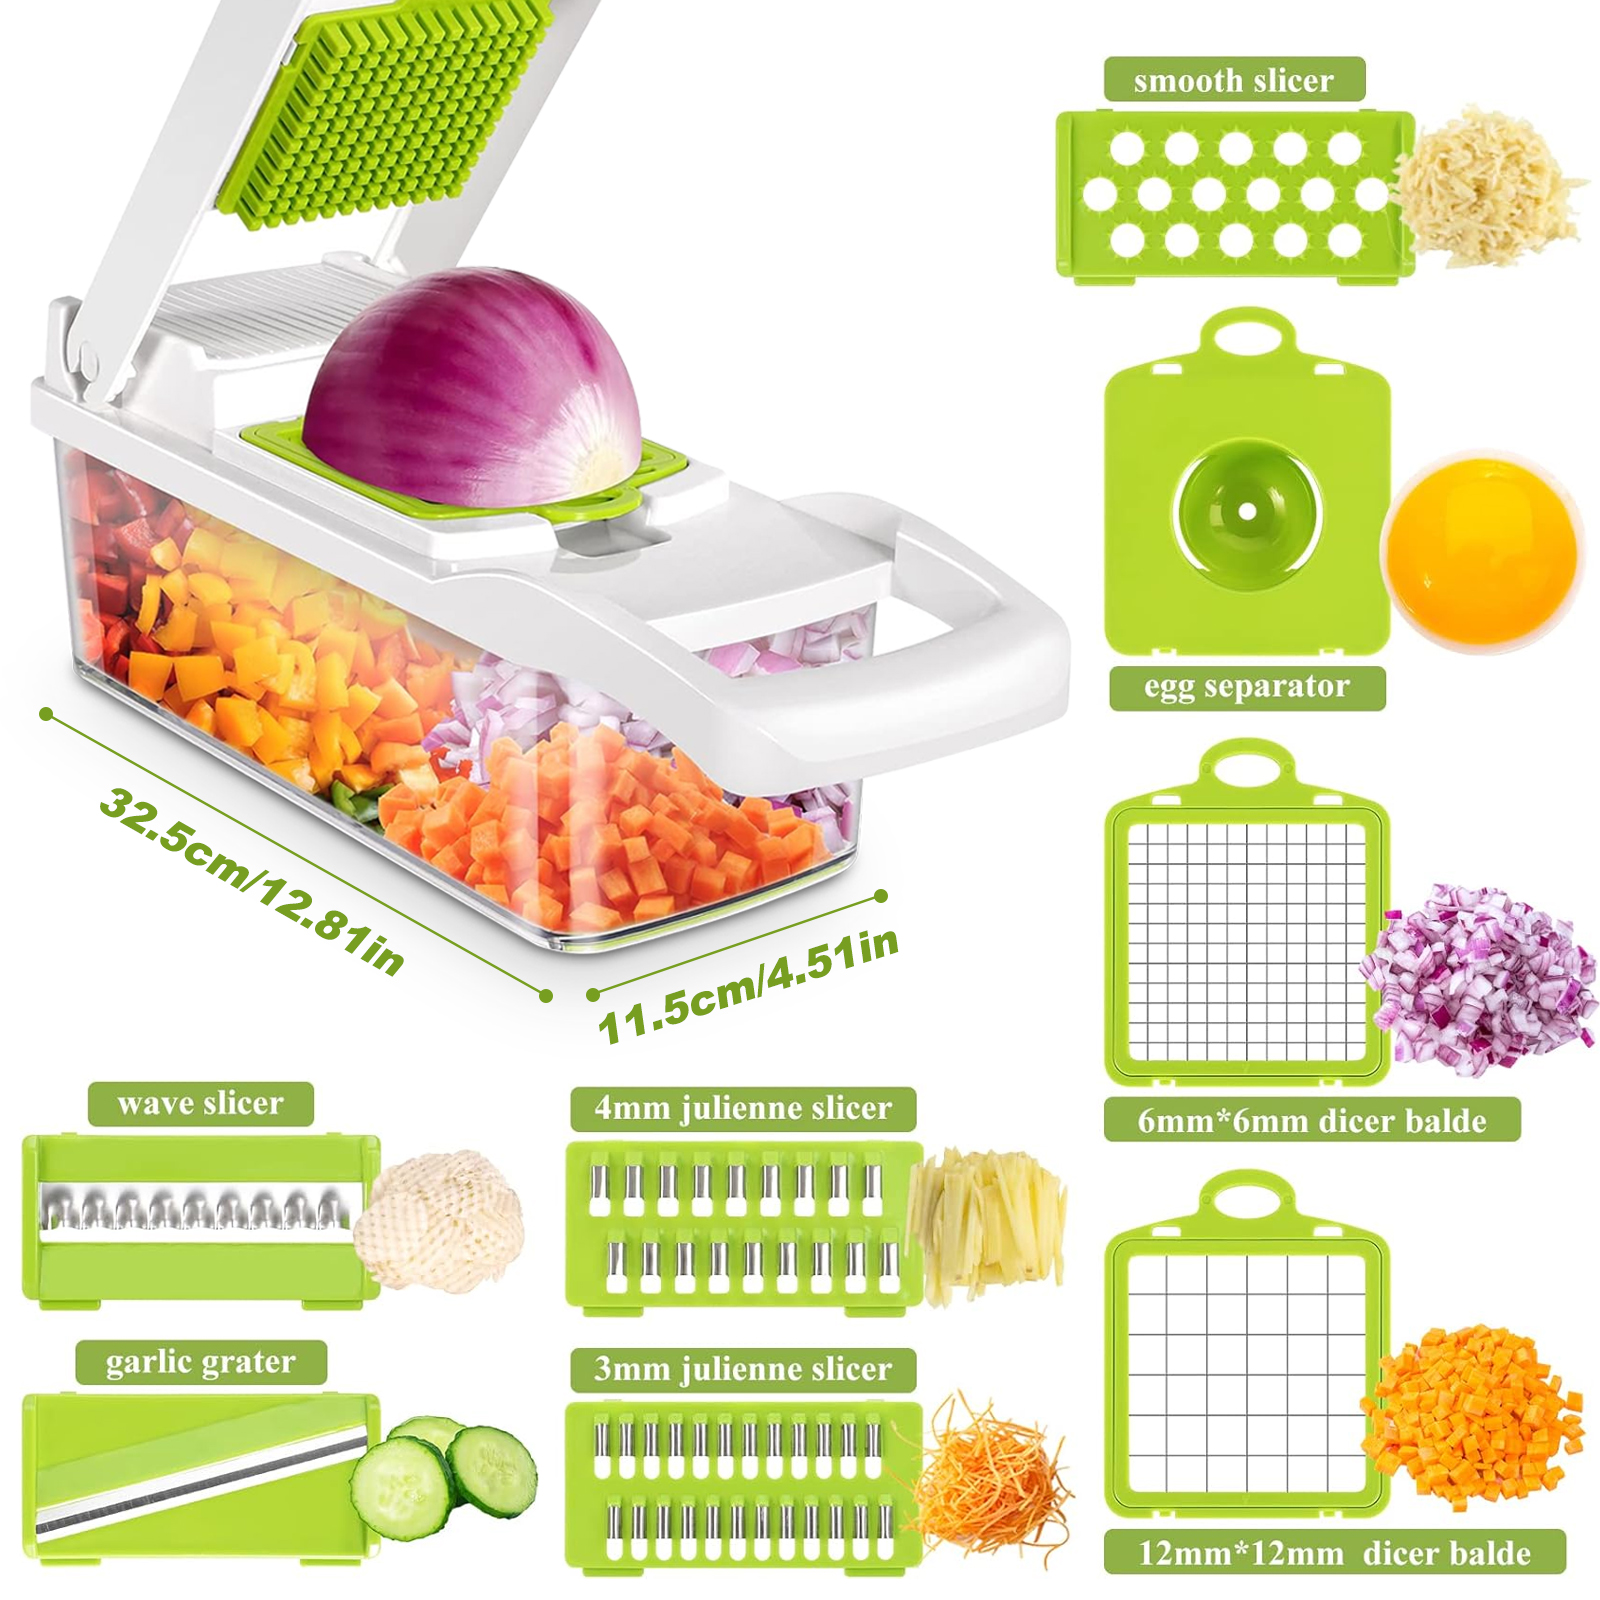 smooth slicer
egg separator
32.5cm/12.81in
11.5cm/4.51in
6mm*6mm dicer balde
wave slicer
4mm julienne slicer
garlic grater
3mm julienne slicer
12mm*12mm dicer balde